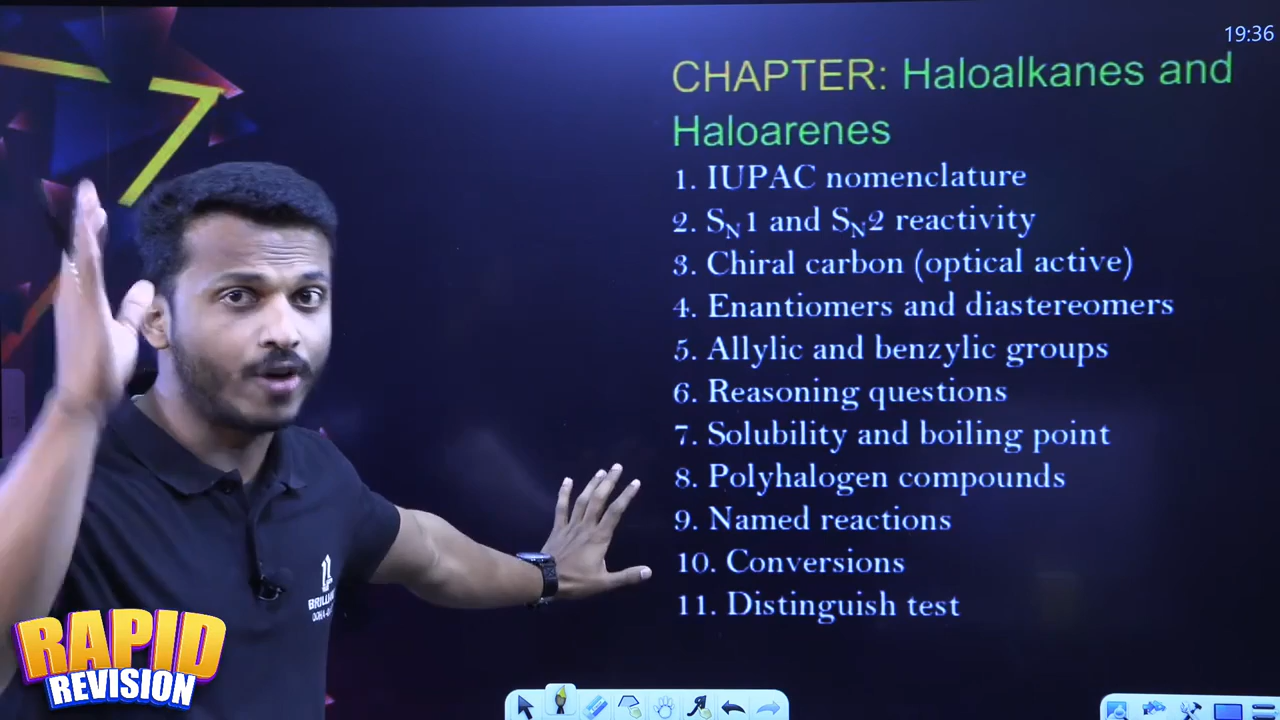 19:36
CHAPTER: Haloalkanes and
Haloarenes
1. IUPAC nomenclature
2. SN1 and SN2 reactivity
3. Chiral carbon (optical active)
4. Enantiomers and diastereomers
5. Allylic and benzylic groups
6. Reasoning questions
7. Solubility and boiling point
8. Polyhalogen compounds
9. Named reactions
10. Conversions
11. Distinguish test
RAPID
REVISION